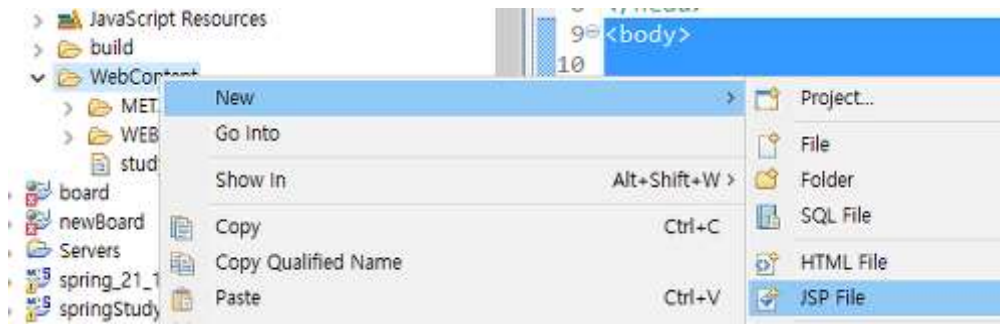 JavaScript Resources
build
WebContent
MET
WEB
stud
board
newBoard
Servers
spring_21_1
springStudy
9 <body>
10
New
Go Into
Show In Alt+Shift+W >
Copy Ctrl+C
Copy Qualified Name
Paste Ctrl+V
Project...
File
Folder
SQL File
HTML File
JSP File